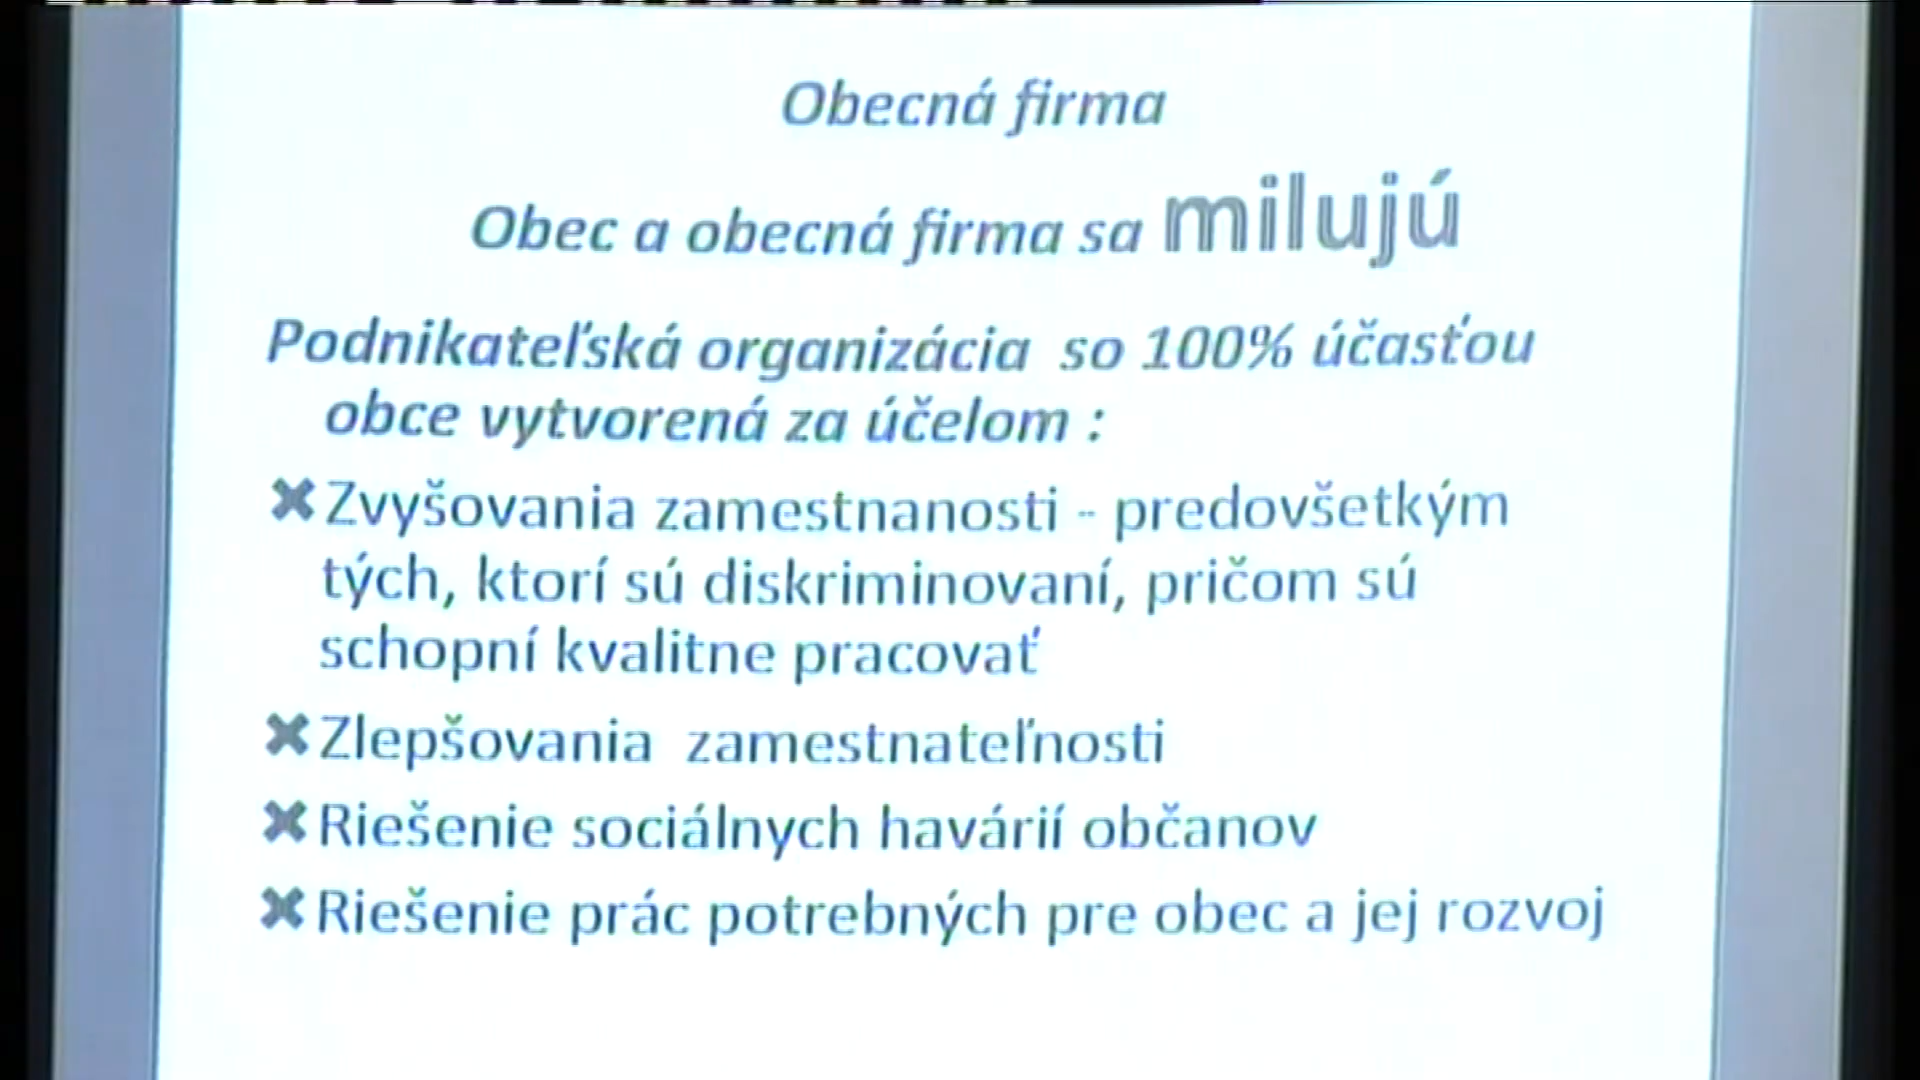 Obecná firma
Obec a obecná firma sa milujú
Podnikateľská organizácia so 100% účasťou
obce vytvorená za účelom :
✖Zvyšovania zamestnanosti - predovšetkým
tých, ktorí sú diskriminovaní, pričom sú
schopní kvalitne pracovať
✖Zlepšovania zamestnateľnosti
✖Riešenie sociálnych havárií občanov
✖Riešenie prác potrebných pre obec a jej rozvoj